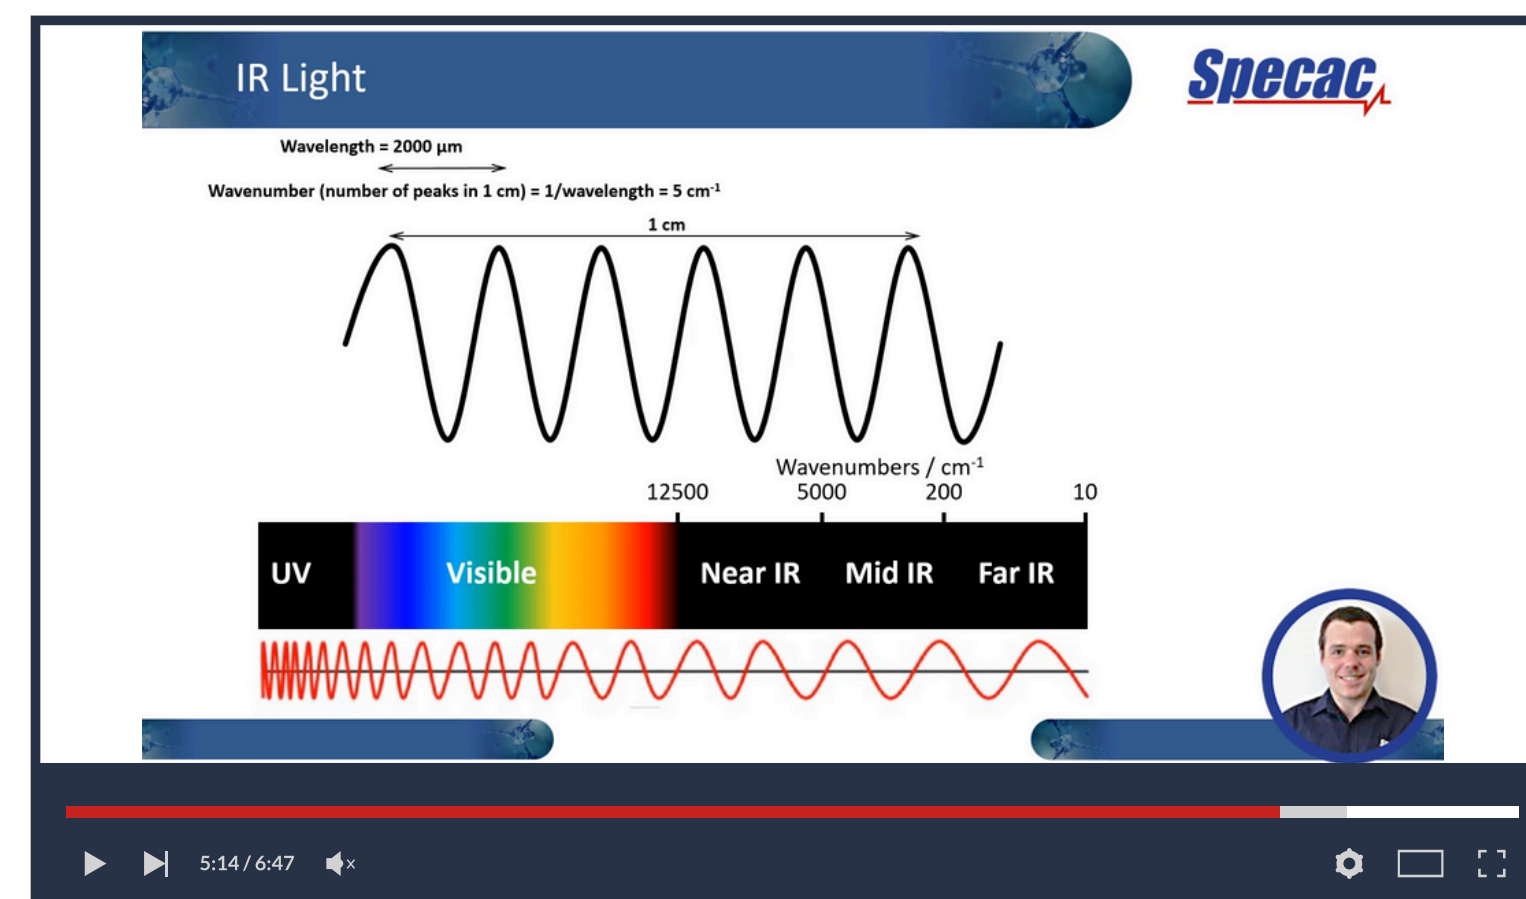 IR Light
Specac
Wavelength = 2000 µm
Wavenumber (number of peaks in 1 cm) = 1/wavelength = 5 cm⁻¹
1 cm
Wavenumbers / cm⁻¹
12500 5000 200 10
UV Visible Near IR Mid IR Far IR
5:14 / 6:47